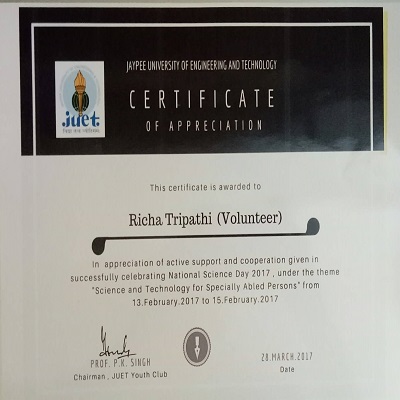 JAYPEE UNIVERSITY OF ENGINEERING AND TECHNOLOGY
CERTIFICATE
OF APPRECIATION
juet
This certificate is awarded to
Richa Tripathi (Volunteer)
In appreciation of active support and cooperation given in
successfully celebrating National Science Day 2017 , under the theme
"Science and Technology for Specially Abled Persons" from
13.February.2017 to 15.February.2017
PROF. P.K. SINGH
Chairman , JUET Youth Club
28.MARCH.2017
Date